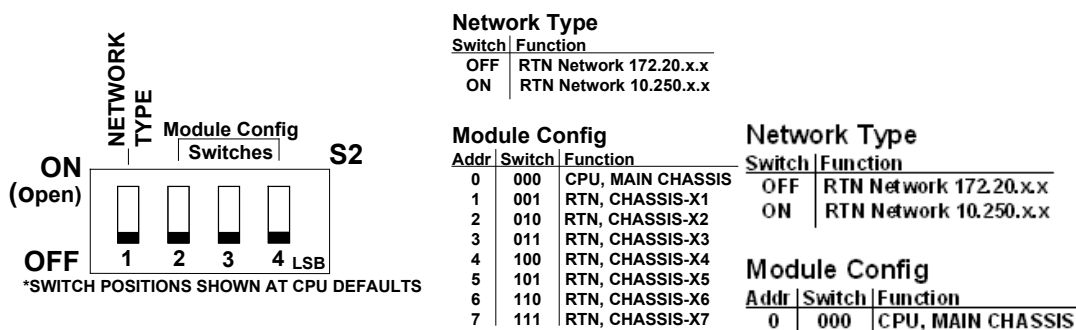 NETWORK
TYPE
Module Config
Switches
S2
ON
(Open)
OFF
1 2 3 4 LSB
*SWITCH POSITIONS SHOWN AT CPU DEFAULTS
Network Type
Switch Function
OFF RTN Network 172.20.x.x
ON RTN Network 10.250.x.x
Module Config
Addr Switch Function
0 000 CPU, MAIN CHASSIS
1 001 RTN, CHASSIS-X1
2 010 RTN, CHASSIS-X2
3 011 RTN, CHASSIS-X3
4 100 RTN, CHASSIS-X4
5 101 RTN, CHASSIS-X5
6 110 RTN, CHASSIS-X6
7 111 RTN, CHASSIS-X7
Network Type
Switch Function
OFF RTN Network 172.20.x.x
ON RTN Network 10.250.x.x
Module Config
Addr Switch Function
0 000 CPU, MAIN CHASSIS